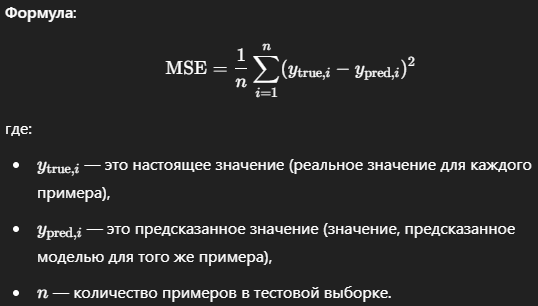 Формула:
MSE = \frac{1}{n} \sum_{i=1}^{n} (y_{\text{true},i} - y_{\text{pred},i})^2
где:
• y_{\text{true},i} — это настоящее значение (реальное значение для каждого
примера),
• y_{\text{pred},i} — это предсказанное значение (значение, предсказанное
моделью для того же примера),
• n — количество примеров в тестовой выборке.